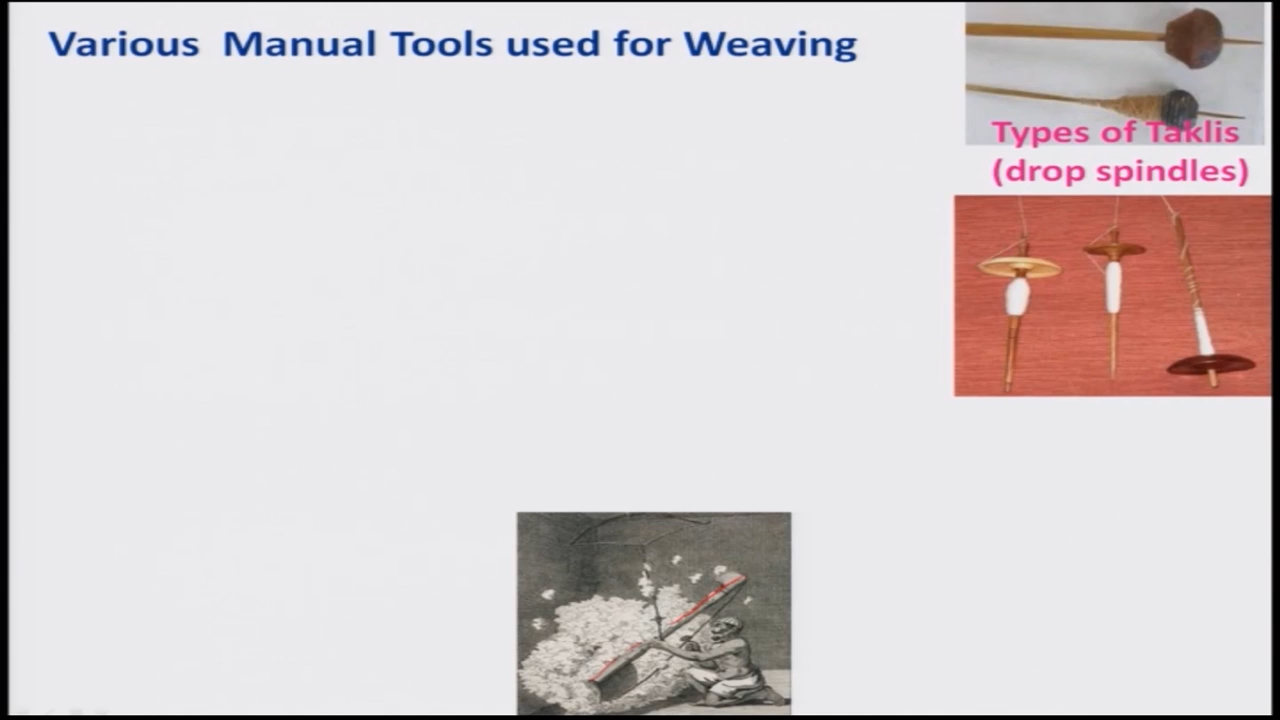 Various Manual Tools used for Weaving
Types of Taklis
(drop spindles)